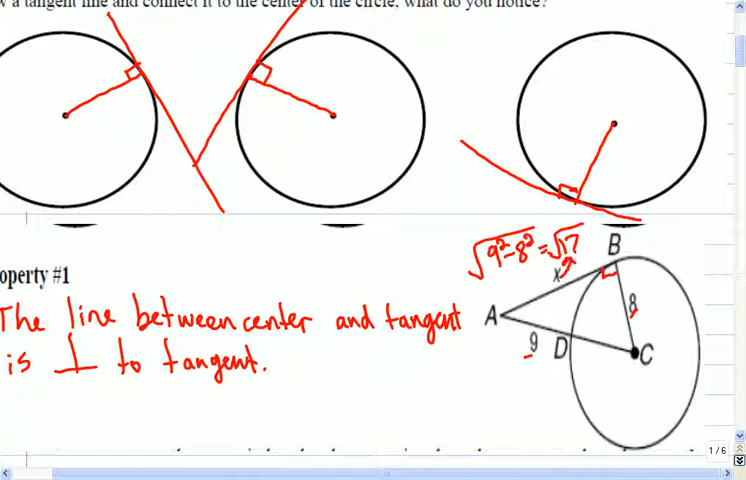 a tangent line and connect it to the center of the circle, what do you notice?
√9²-8² = √17
B
x
operty #1
8
The line between center and tangent
A
9
D
C
is ⊥ to tangent.
1 / 6